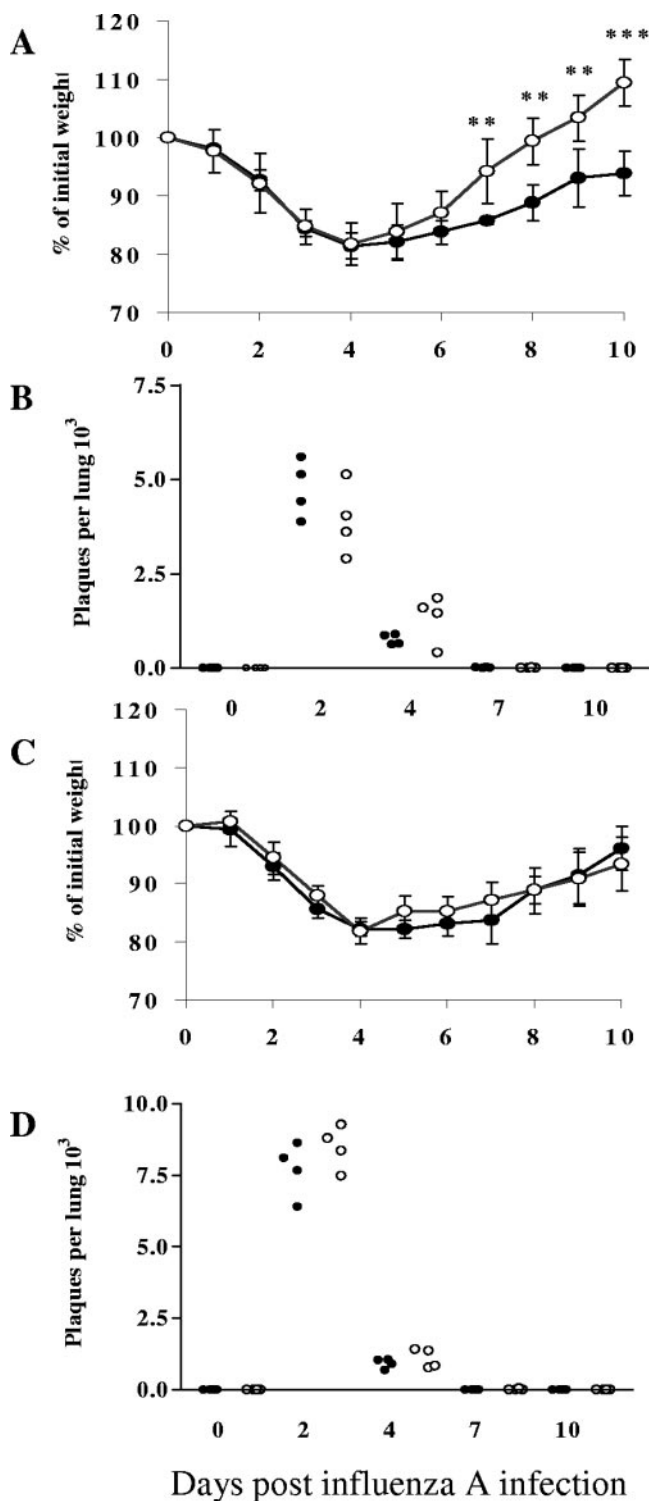 A
% of initial weight
120
110
100
90
80
70
** ** ** ***
0 2 4 6 8 10
B
Plaques per lung 10³
7.5
5.0
2.5
0.0
0 2 4 7 10
C
% of initial weight
120
110
100
90
80
70
0 2 4 6 8 10
D
Plaques per lung 10³
10.0
7.5
5.0
2.5
0.0
0 2 4 7 10
Days post influenza A infection